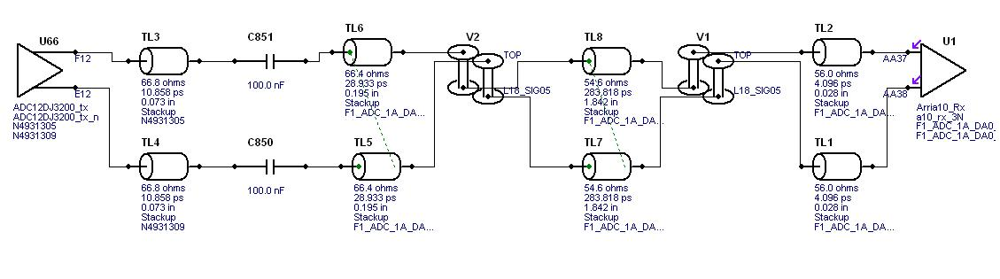 U66
F12
E12
ADC12DJ3200_tx
ADC12DJ3200_tx_n
N4931305
N4931309
TL3
66.8 ohms
10.858 ps
0.073 in
Stackup
N4931305
C851
100.0 nF
TL6
66.4 ohms
28.933 ps
0.195 in
Stackup
F1_ADC_1A_DA...
V2
TOP
L18_SIG05
TL8
54.6 ohms
283.818 ps
1.842 in
Stackup
F1_ADC_1A_DA...
V1
TOP
L18_SIG05
TL2
56.0 ohms
4.096 ps
0.028 in
Stackup
F1_ADC_1A_DA...
U1
AA37
AA38
Arria10_Rx
a10_rx_3N
F1_ADC_1A_DA0_
F1_ADC_1A_DA0_
TL4
66.8 ohms
10.858 ps
0.073 in
Stackup
N4931309
C850
100.0 nF
TL5
66.4 ohms
28.933 ps
0.195 in
Stackup
F1_ADC_1A_DA...
TL7
54.6 ohms
283.818 ps
1.842 in
Stackup
F1_ADC_1A_DA...
TL1
56.0 ohms
4.096 ps
0.028 in
Stackup
F1_ADC_1A_DA...